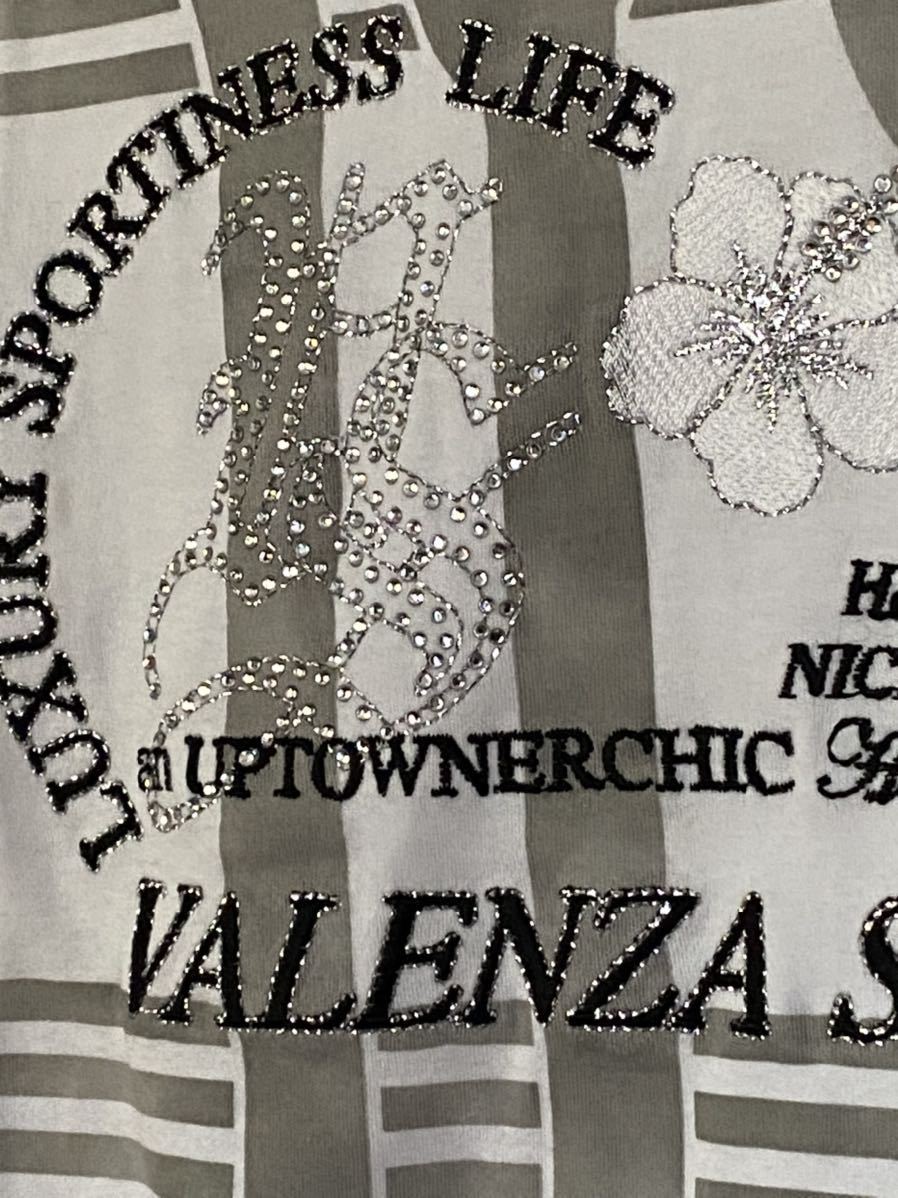 LUXURY SPORTINESS LIFE
an UPTOWNERCHIC
VALENZA S